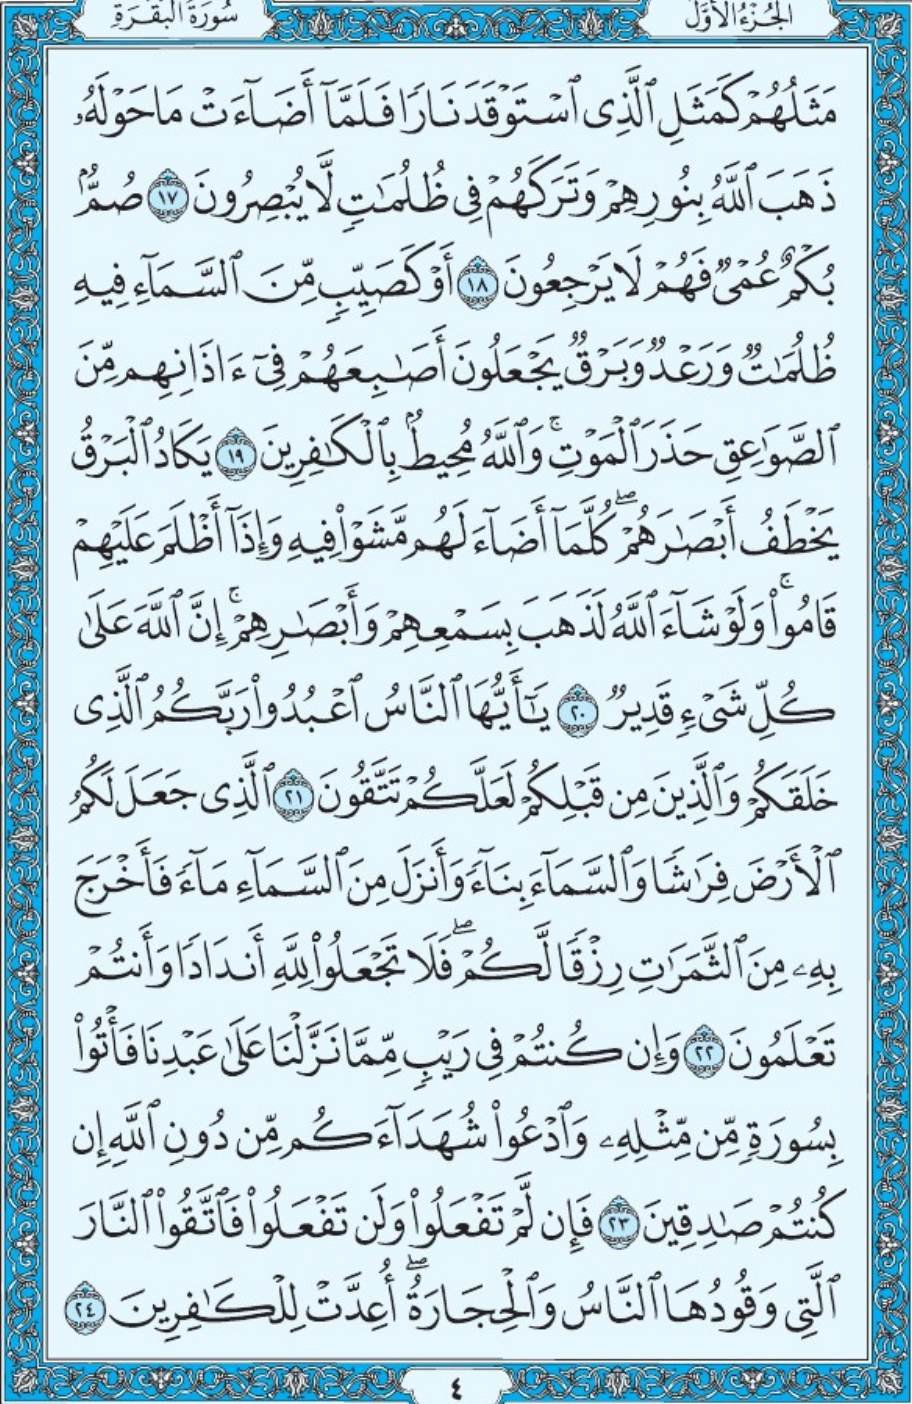 الجُزْءُ الأَوَّلُ
سُورَةُ البَقَرَةِ
مَثَلُهُمْ كَمَثَلِ ٱلَّذِى ٱسْتَوْقَدَ نَارًا فَلَمَّآ أَضَآءَتْ مَا حَوْلَهُۥ
ذَهَبَ ٱللَّهُ بِنُورِهِمْ وَتَرَكَهُمْ فِى ظُلُمَٰتٍ لَّا يُبْصِرُونَ ١٧ صُمٌّۢ
بُكْمٌ عُمْىٌ فَهُمْ لَا يَرْجِعُونَ ١٨ أَوْ كَصَيِّبٍ مِّنَ ٱلسَّمَآءِ فِيهِ
ظُلُمَٰتٌ وَرَعْدٌ وَبَرْقٌ يَجْعَلُونَ أَصَٰبِعَهُمْ فِىٓ ءَاذَانِهِم مِّنَ
ٱلصَّوَٰعِقِ حَذَرَ ٱلْمَوْتِ ۚ وَٱللَّهُ مُحِيطٌۢ بِٱلْكَٰفِرِينَ ١٩ يَكَادُ ٱلْبَرْقُ
يَخْطَفُ أَبْصَٰرَهُمْ ۖ كُلَّمَآ أَضَآءَ لَهُم مَّشَوْا۟ فِيهِ وَإِذَآ أَظْلَمَ عَلَيْهِمْ
قَامُوا۟ ۚ وَلَوْ شَآءَ ٱللَّهُ لَذَهَبَ بِسَمْعِهِمْ وَأَبْصَٰرِهِمْ ۚ إِنَّ ٱللَّهَ عَلَىٰ
كُلِّ شَىْءٍ قَدِيرٌ ٢٠ يَٰٓأَيُّهَا ٱلنَّاسُ ٱعْبُدُوا۟ رَبَّكُمُ ٱلَّذِى
خَلَقَكُمْ وَٱلَّذِينَ مِن قَبْلِكُمْ لَعَلَّكُمْ تَتَّقُونَ ٢١ ٱلَّذِى جَعَلَ لَكُمُ
ٱلْأَرْضَ فِرَٰشًا وَٱلسَّمَآءَ بِنَآءً وَأَنزَلَ مِنَ ٱلسَّمَآءِ مَآءً فَأَخْرَجَ
بِهِۦ مِنَ ٱلثَّمَرَٰتِ رِزْقًا لَّكُمْ ۖ فَلَا تَجْعَلُوا۟ لِلَّهِ أَندَادًا وَأَنتُمْ
تَعْلَمُونَ ٢٢ وَإِن كُنتُمْ فِى رَيْبٍ مِّمَّا نَزَّلْنَا عَلَىٰ عَبْدِنَا فَأْتُوا۟
بِسُورَةٍ مِّن مِّثْلِهِۦ وَٱدْعُوا۟ شُهَدَآءَكُم مِّن دُونِ ٱللَّهِ إِن
كُنتُمْ صَٰدِقِينَ ٢٣ فَإِن لَّمْ تَفْعَلُوا۟ وَلَن تَفْعَلُوا۟ فَٱتَّقُوا۟ ٱلنَّارَ
ٱلَّتِى وَقُودُهَا ٱلنَّاسُ وَٱلْحِجَارَةُ ۖ أُعِدَّتْ لِلْكَٰفِرِينَ ٢٤
٤